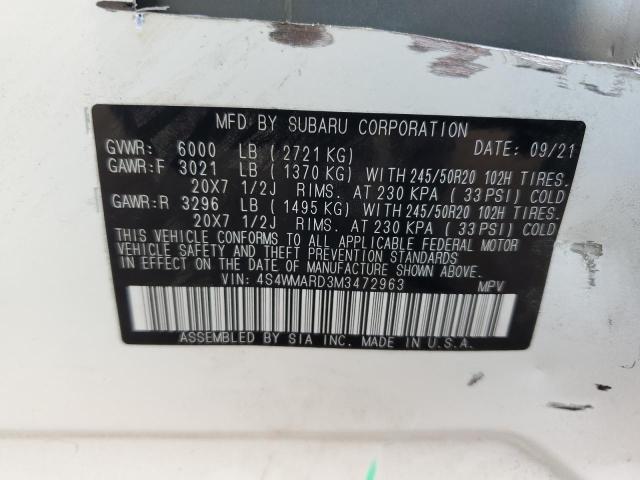 MFD BY SUBARU CORPORATION DATE: 09/21
GVWR: 6000 LB (2721 KG)
GAWR:F 3021 LB (1370 KG) WITH 245/50R20 102H TIRES.
20X7 1/2J RIMS. AT 230 KPA (33 PSI) COLD
GAWR:R 3296 LB (1495 KG) WITH 245/50R20 102H TIRES.
20X7 1/2J RIMS. AT 230 KPA (33 PSI) COLD
THIS VEHICLE CONFORMS TO ALL APPLICABLE FEDERAL MOTOR
VEHICLE SAFETY AND THEFT PREVENTION STANDARDS
IN EFFECT ON THE DATE OF MANUFACTURE SHOWN ABOVE.
VIN: 4S4WMARD3M3472963 MPV
ASSEMBLED BY SIA INC. MADE IN U.S.A.